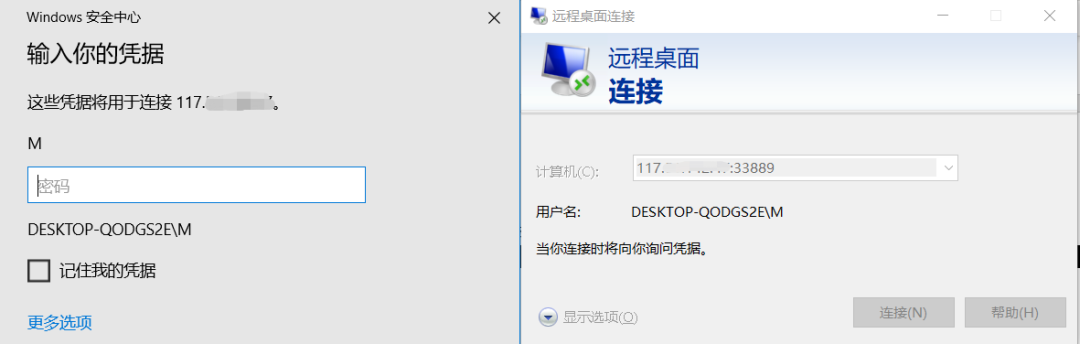 Windows 安全中心
输入你的凭据
这些凭据将用于连接 117.
M
密码
DESKTOP-QODGS2E\M
记住我的凭据
更多选项
远程桌面连接
远程桌面
连接
计算机(C):
117. :33889
用户名:
DESKTOP-QODGS2E\M
当你连接时将向你询问凭据。
显示选项(O)
连接(N)
帮助(H)